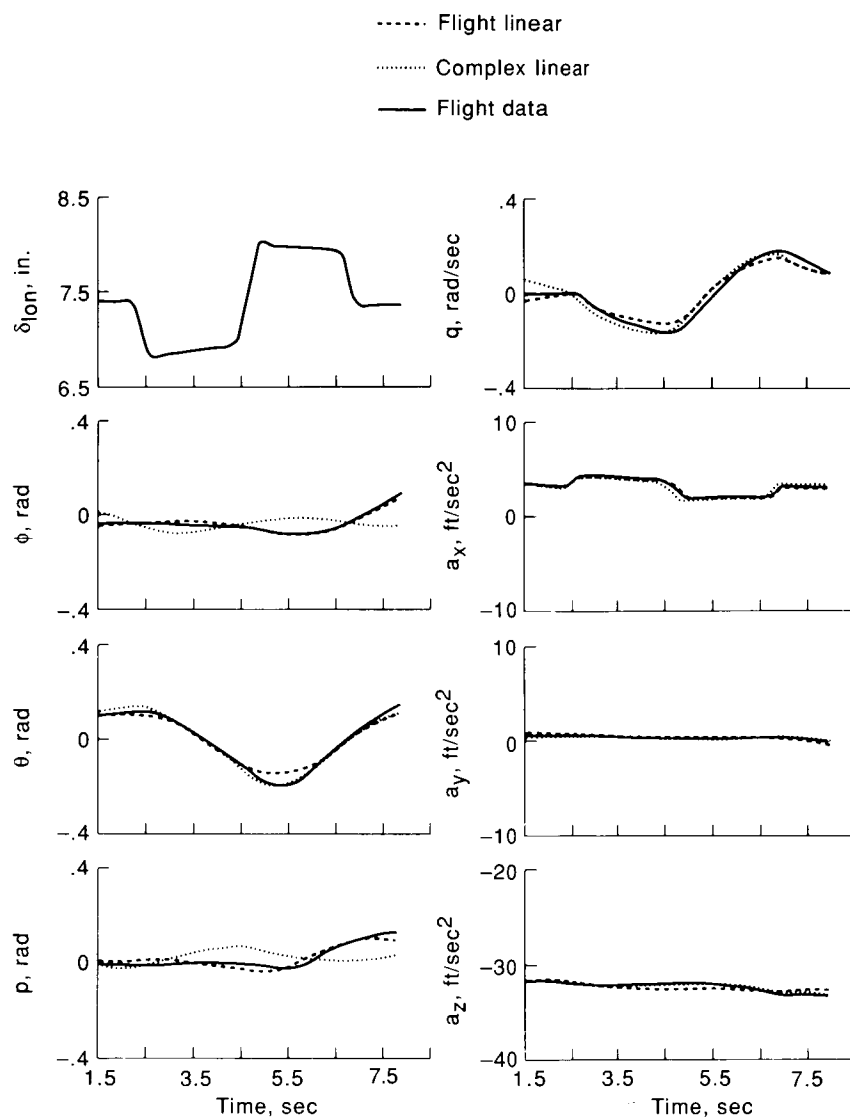 Flight linear
Complex linear
Flight data
8.5
7.5
6.5
δlon, in.
.4
0
-.4
q, rad/sec
.4
0
-.4
φ, rad
10
0
-10
ax, ft/sec2
.4
0
-.4
θ, rad
10
0
-10
ay, ft/sec2
.4
0
-.4
p, rad
-20
-30
-40
az, ft/sec2
1.5 3.5 5.5 7.5
Time, sec
1.5 3.5 5.5 7.5
Time, sec